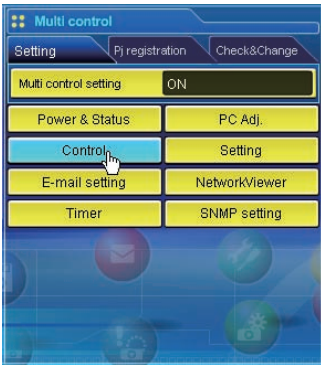 Multi control
Setting Pj registration Check&Change
Multi control setting ON
Power & Status PC Adj.
Control Setting
E-mail setting NetworkViewer
Timer SNMP setting